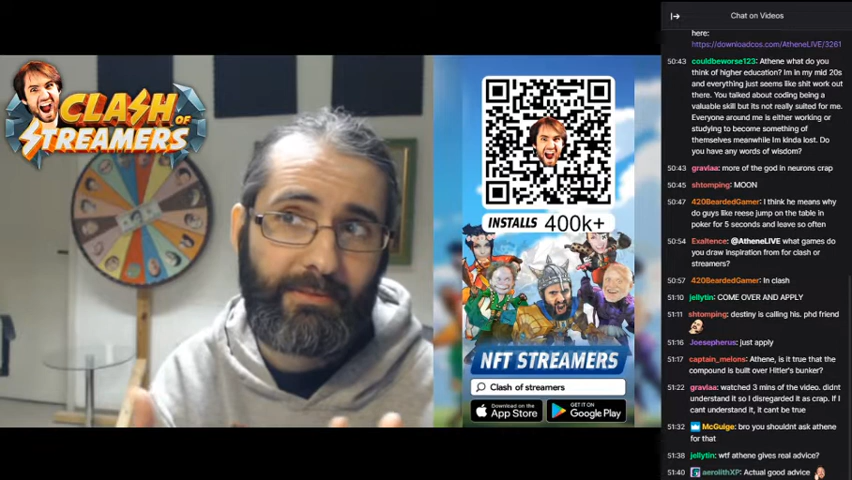 CLASH OF
STREAMERS
INSTALLS 400k+
NFT STREAMERS
Clash of streamers
Download on the
App Store
GET IT ON
Google Play
Chat on Videos
here:
https://downloadcos.com/AtheneLIVE/3261
50:43 couldbeworse123: Athene what do you
think of higher education? Im in my mid 20s
and everything just seems like shit work out
there. You talked about coding being a
valuable skill but its not really suited for me.
Everyone around me is either working or
studying to become something of
themselves meanwhile Im kinda lost. Do
you have any words of wisdom?
50:43 graviaa: more of the god in neurons crap
50:45 shtomping: MOON
50:47 420BeardedGamer: I think he means why
do guys like reese jump on the table in
poker for 5 seconds and leave so often
50:54 Exaltence: @AtheneLIVE what games do
you draw inspiration from for clash or
streamers?
50:57 420BeardedGamer: In clash
51:10 jellytin: COME OVER AND APPLY
51:11 shtomping: destiny is calling his. phd friend
51:16 Joesepherus: just apply
51:17 captain_melons: Athene, is it true that the
compound is built over Hitler's bunker?
51:22 graviaa: watched 3 mins of the video. didnt
understand it so I disregarded it as crap. If I
cant understand it, it cant be true
51:32 McGuige: bro you shouldnt ask athene
for that
51:38 jellytin: wtf athene gives real advice?
51:40 aerolithXP: Actual good advice